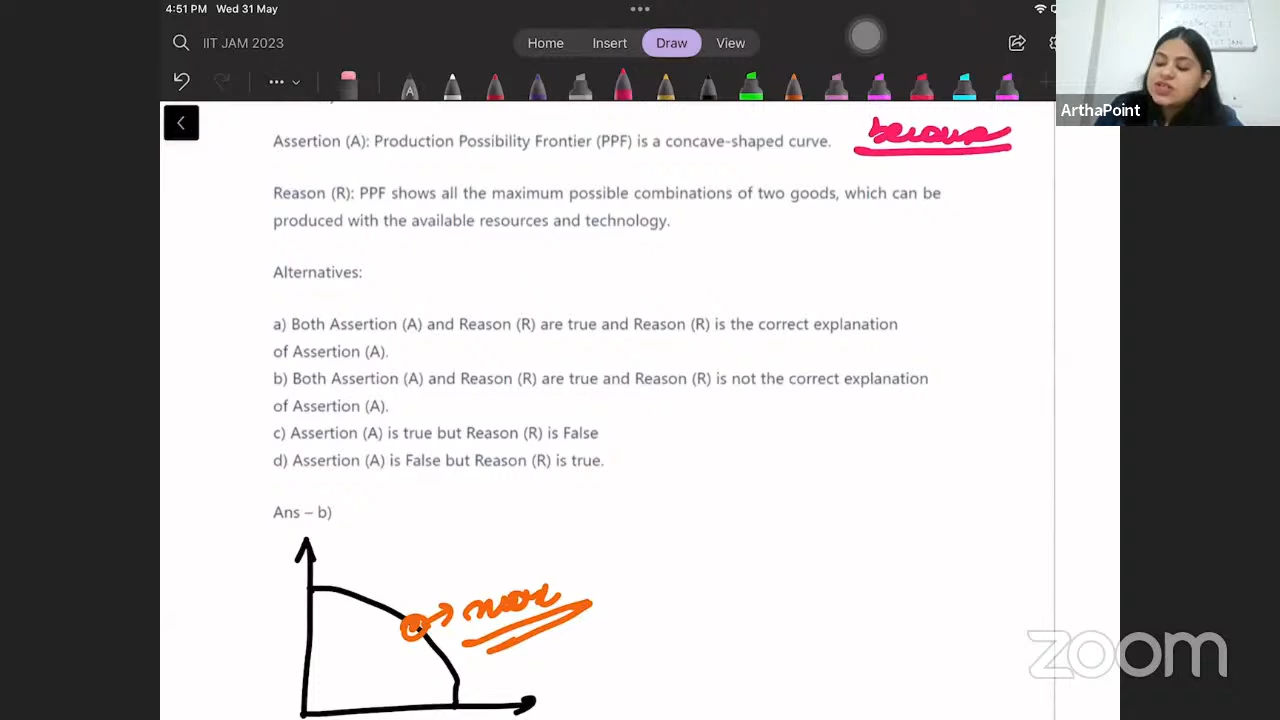 4:51 PM Wed 31 May
IIT JAM 2023
Home Insert Draw View
A
ArthaPoint
Assertion (A): Production Possibility Frontier (PPF) is a concave-shaped curve.
because
Reason (R): PPF shows all the maximum possible combinations of two goods, which can be
produced with the available resources and technology.
Alternatives:
a) Both Assertion (A) and Reason (R) are true and Reason (R) is the correct explanation
of Assertion (A).
b) Both Assertion (A) and Reason (R) are true and Reason (R) is not the correct explanation
of Assertion (A).
c) Assertion (A) is true but Reason (R) is False
d) Assertion (A) is False but Reason (R) is true.
Ans – b)
zoom